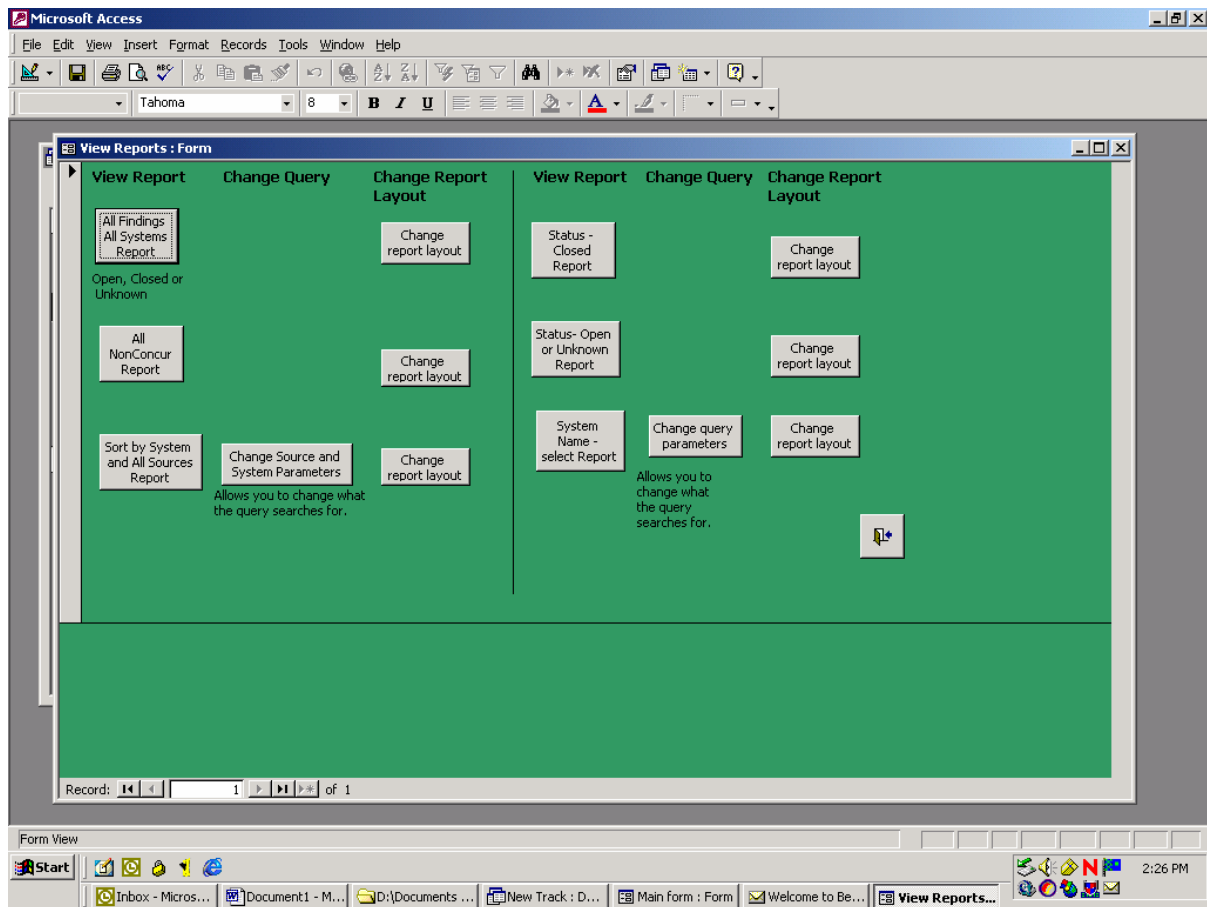 Microsoft Access
File Edit View Insert Format Records Tools Window Help
Tahoma 8 B I U A
View Reports : Form
View Report Change Query Change Report Layout View Report Change Query Change Report Layout
All Findings
All Systems
Report
Change
report layout
Status -
Closed
Report
Change
report layout
Open, Closed or
Unknown
All
NonConcur
Report
Change
report layout
Status- Open
or Unknown
Report
Change
report layout
Sort by System
and All Sources
Report
Change Source and
System Parameters
Allows you to change what
the query searches for.
Change
report layout
System
Name -
select Report
Change query
parameters
Allows you to
change what
the query
searches for.
Change
report layout
Record: 1 of 1
Form View
Start 2:26 PM
Inbox - Micros... Document1 - M... D:\Documents ... New Track : D... Main form : Form Welcome to Be... View Reports...